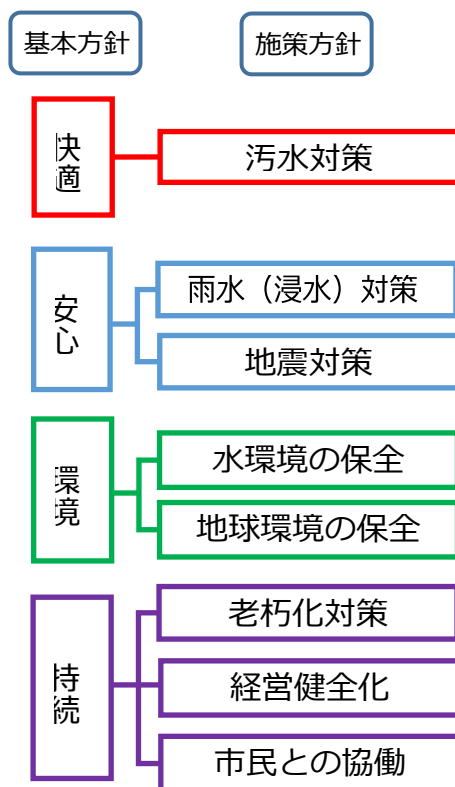 基本方針
施策方針
快適
汚水対策
安心
雨水（浸水）対策
地震対策
環境
水環境の保全
地球環境の保全
持続
老朽化対策
経営健全化
市民との協働